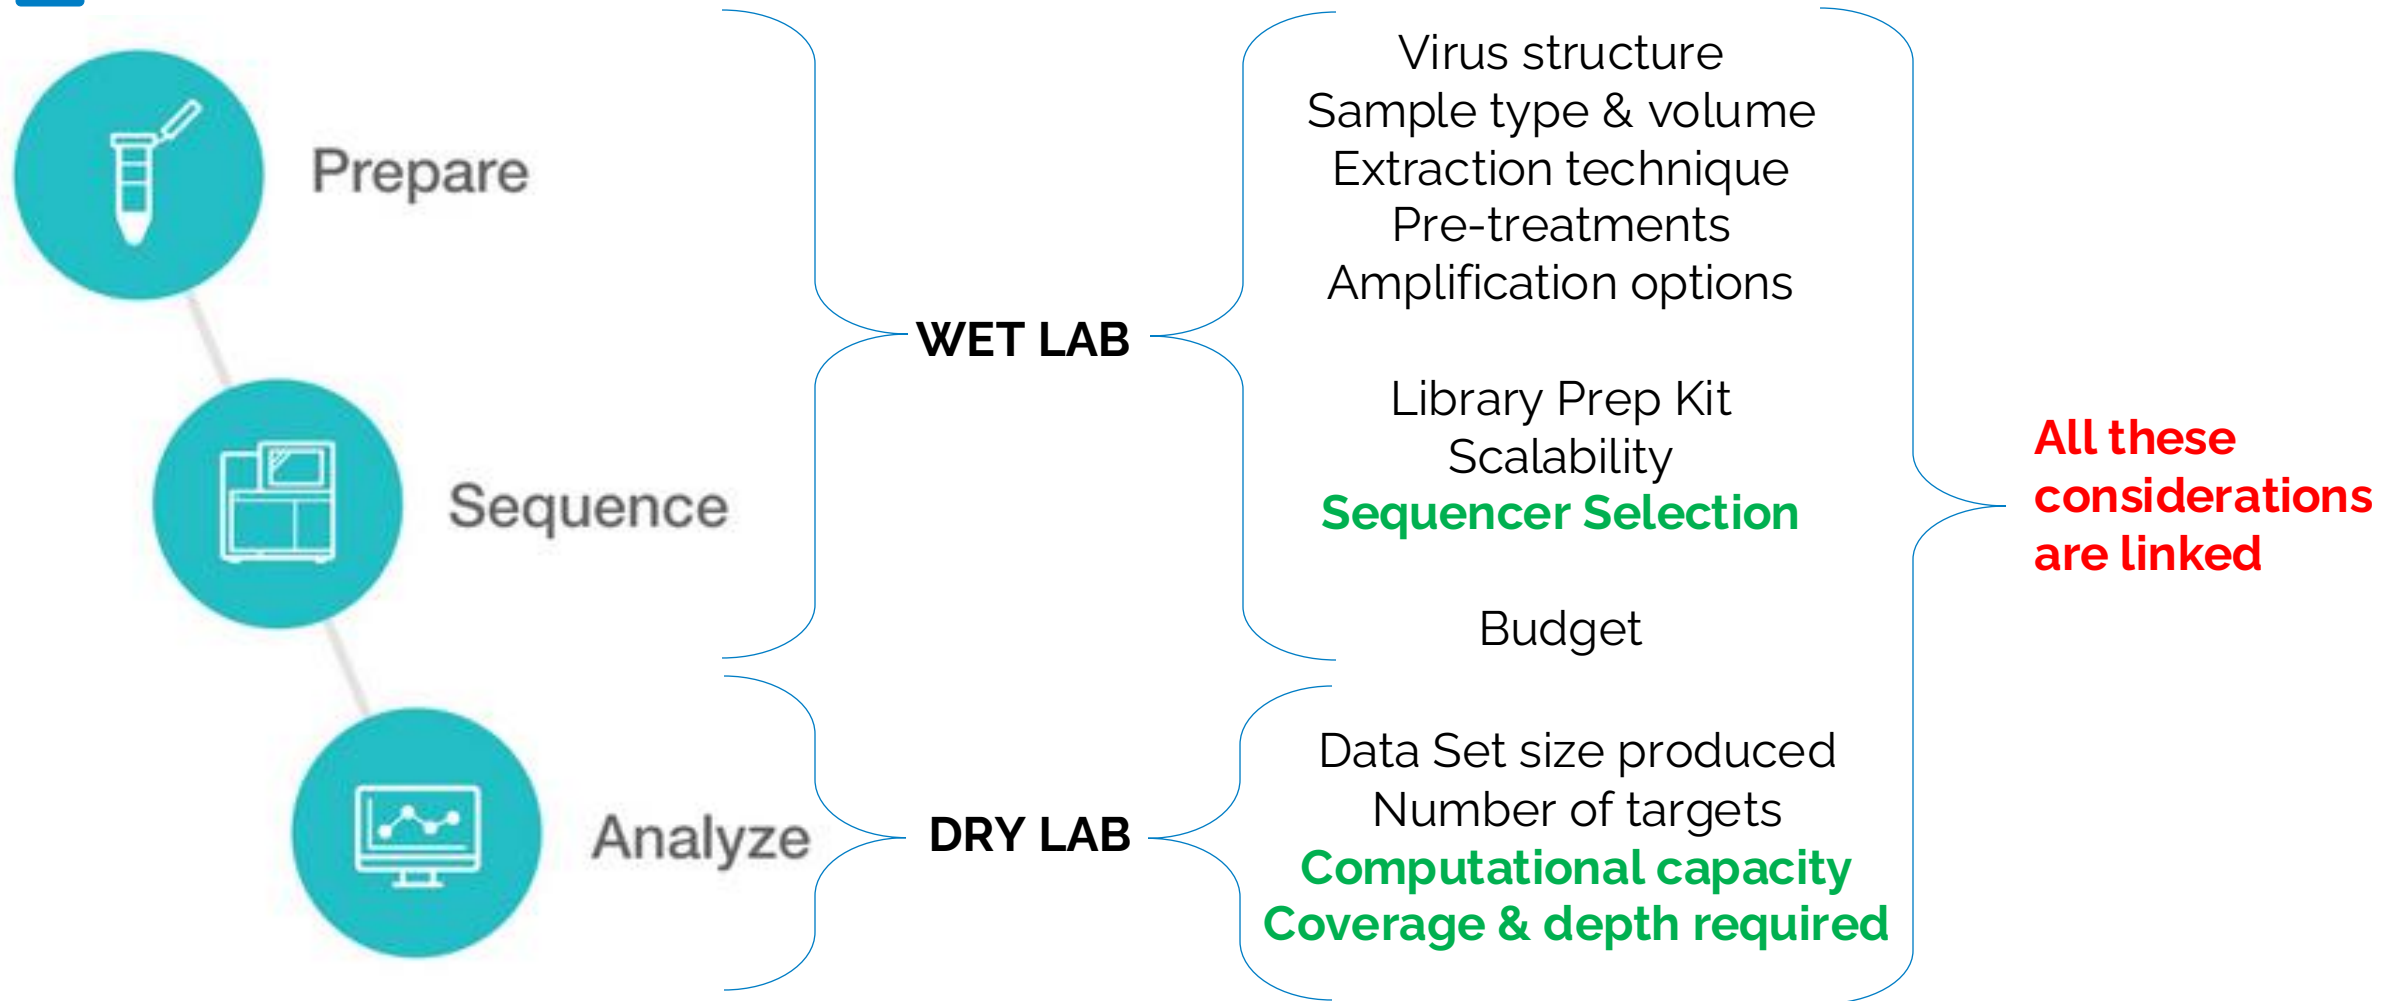 Prepare
Sequence
Analyze
WET LAB
DRY LAB
Virus structure
Sample type & volume
Extraction technique
Pre-treatments
Amplification options
Library Prep Kit
Scalability
Sequencer Selection
Budget
Data Set size produced
Number of targets
Computational capacity
Coverage & depth required
All these
considerations
are linked